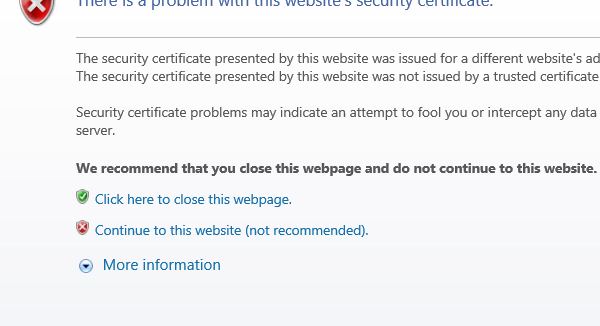 There is a problem with this website's security certificate.
The security certificate presented by this website was issued for a different website's ad
The security certificate presented by this website was not issued by a trusted certificate
Security certificate problems may indicate an attempt to fool you or intercept any data
server.
We recommend that you close this webpage and do not continue to this website.
Click here to close this webpage.
Continue to this website (not recommended).
More information